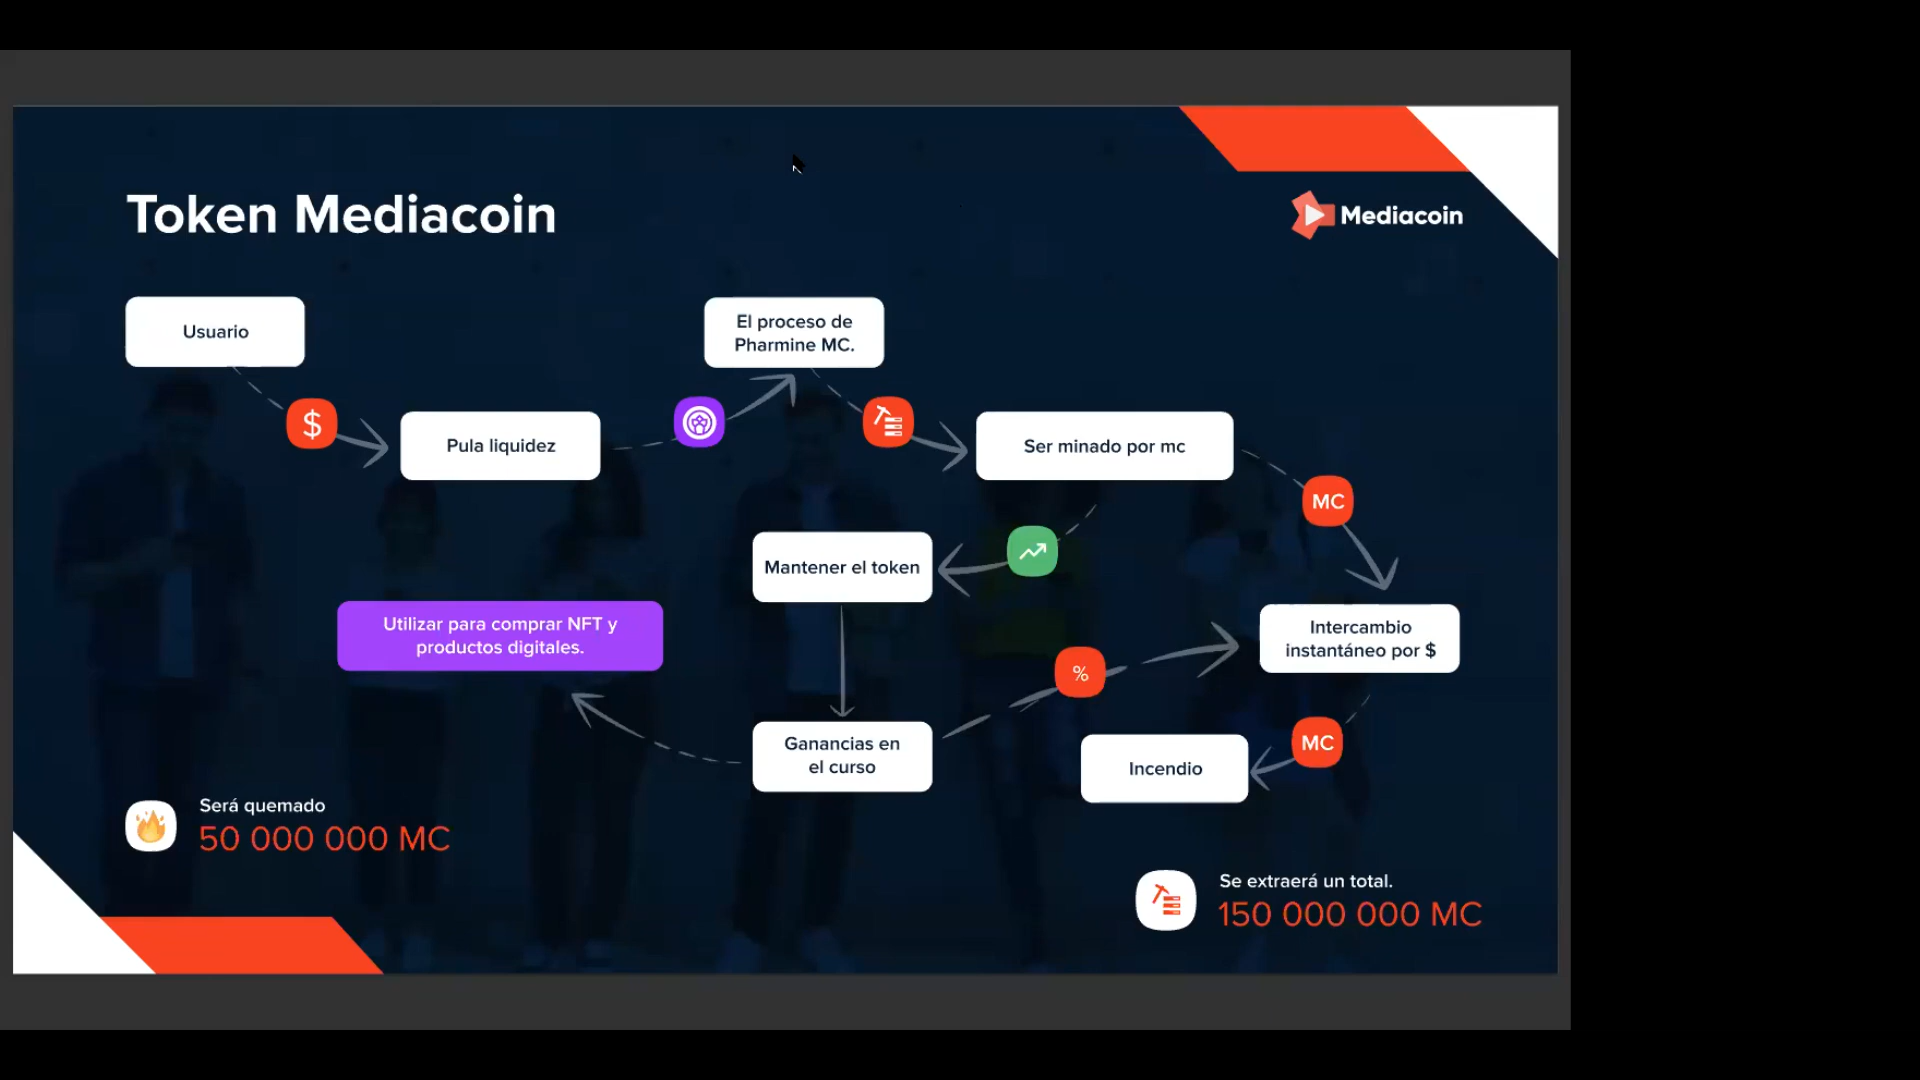 Token Mediacoin
Mediacoin
Usuario
El proceso de
Pharmine MC.
$
Pula liquidez
Ser minado por mc
MC
Mantener el token
Utilizar para comprar NFT y
productos digitales.
Intercambio
instantáneo por $
%
Ganancias en
el curso
MC
Incendio
Será quemado
50 000 000 MC
Se extraerá un total.
150 000 000 MC